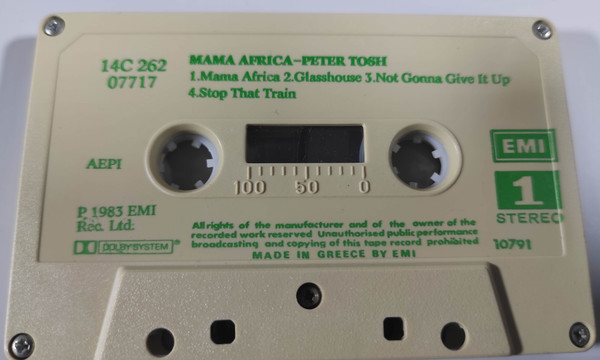 14C 262
07717
MAMA AFRICA-PETER TOSH
1.Mama Africa 2.Glasshouse 3.Not Gonna Give It Up
4.Stop That Train
AEPI
100 50 0
EMI
1
STEREO
P 1983 EMI
Rec. Ltd:
DOLBY SYSTEM ®
All rights of the manufacturer and of the owner of the
recorded work reserved Unauthorised public performance
broadcasting and copying of this tape record prohibited
MADE IN GREECE BY EMI
10791